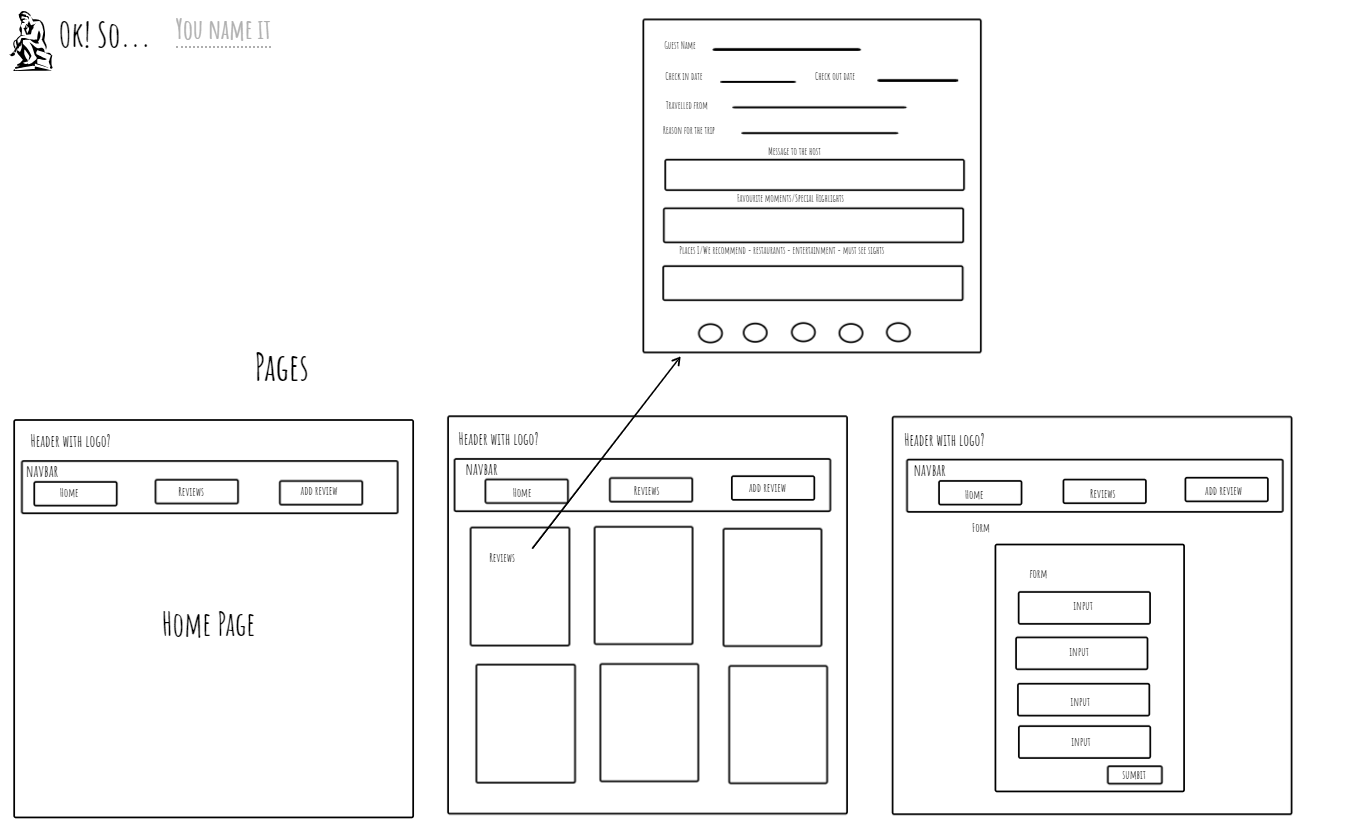 Ok! So...
You name it
Guest Name
Check in date
Check out date
Travelled from
Reason for the trip
Message to the host
Favourite moments/Special Highlights
Places I/We recommend - restaurants - entertainment - must see sights
Pages
Header with logo?
navbar
Home
Reviews
add review
Home Page
Header with logo?
navbar
Home
Reviews
add review
Reviews
Header with logo?
navbar
Home
Reviews
add review
Form
form
input
input
input
input
sumbit